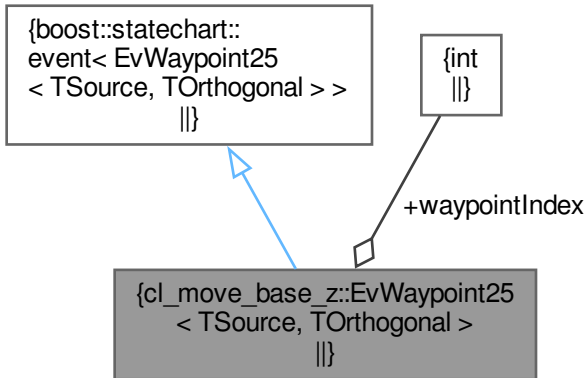 {boost::statechart::
event< EvWaypoint25
< TSource, TOrthogonal > >
||}
{int
||}
+waypointIndex
{cl_move_base_z::EvWaypoint25
< TSource, TOrthogonal >
||}